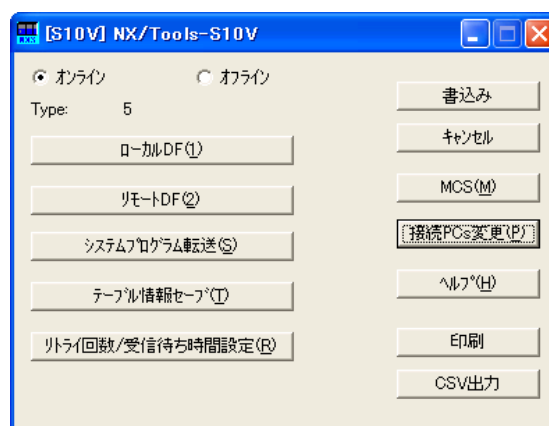 [S10V] NX/Tools-S10V
オンライン
オフライン
Type: 5
ローカルDF(1)
リモートDF(2)
システムプログラム転送(S)
テーブル情報セーブ(T)
リトライ回数/受信待ち時間設定(R)
書込み
キャンセル
MCS(M)
接続PCs変更(P)
ヘルプ(H)
印刷
CSV出力